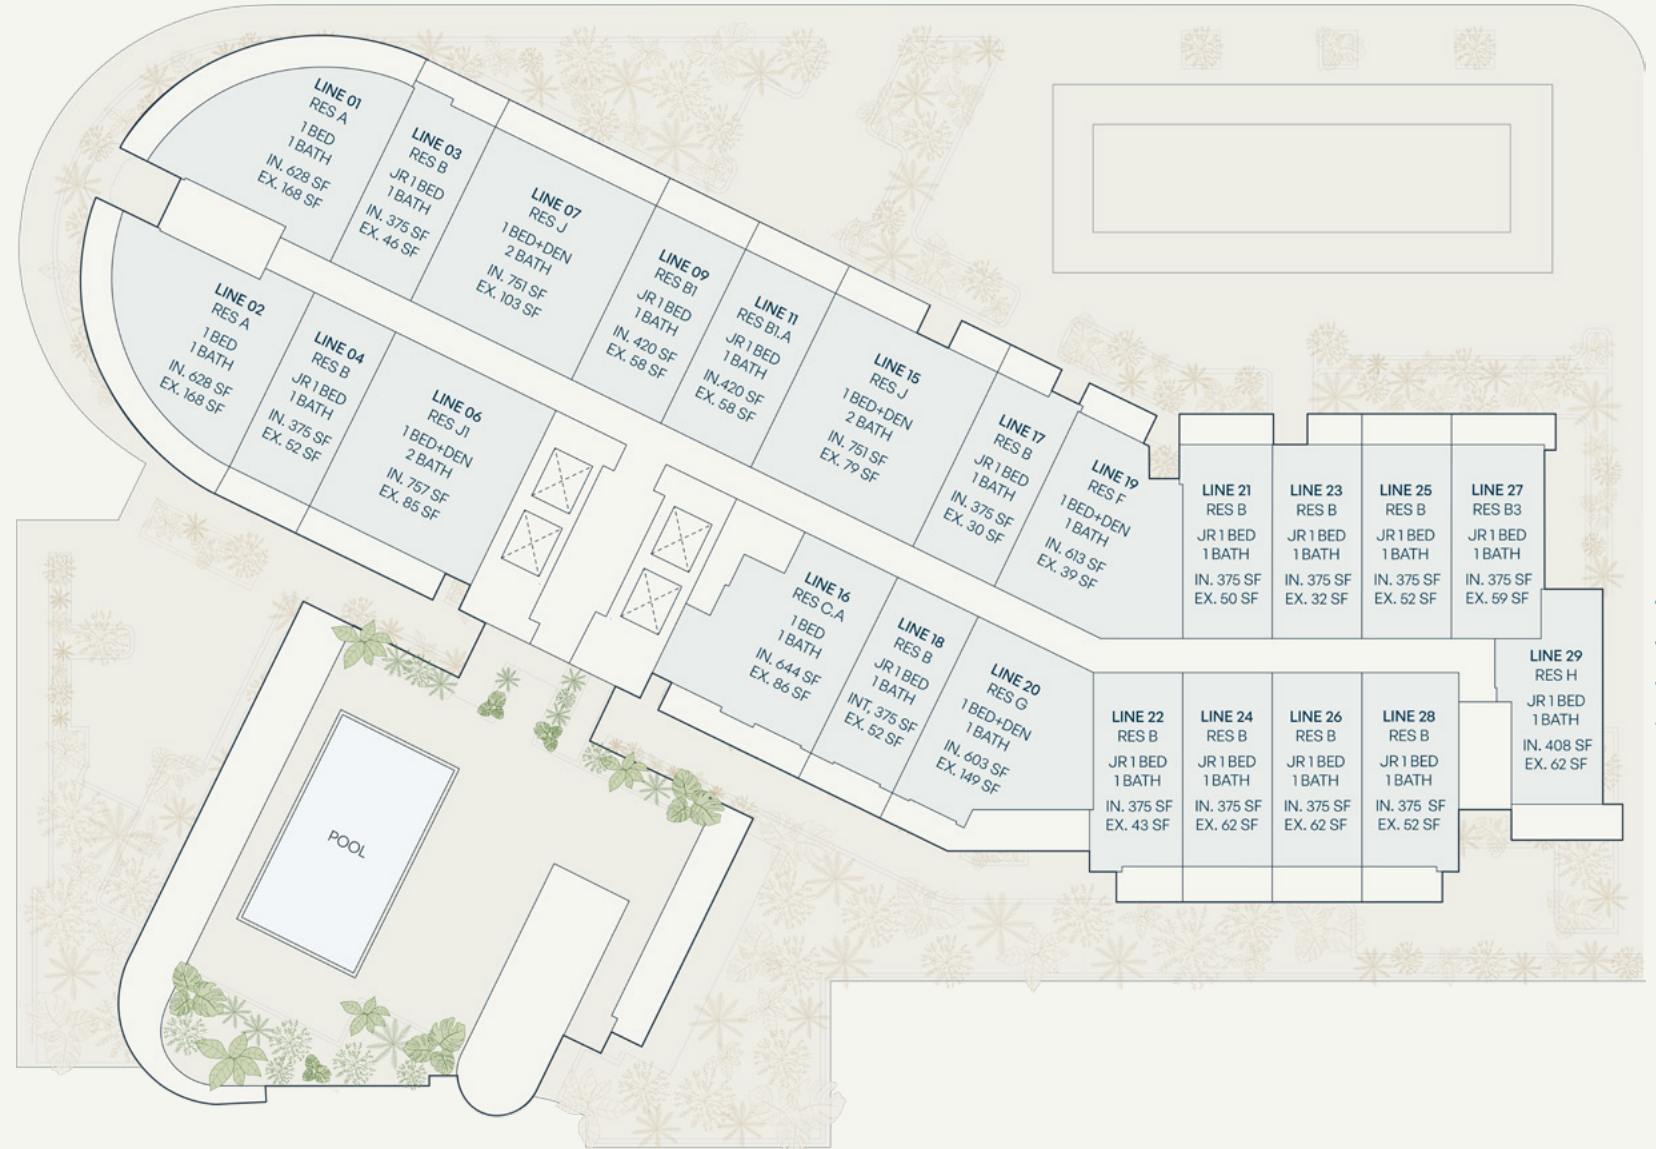 LINE 01
RES A
1 BED
1 BATH
IN. 628 SF
EX. 168 SF
LINE 03
RES B
JR 1 BED
1 BATH
IN. 375 SF
EX. 46 SF
LINE 07
RES J
1 BED+DEN
2 BATH
IN. 751 SF
EX. 103 SF
LINE 09
RES B1
JR 1 BED
1 BATH
IN. 420 SF
EX. 58 SF
LINE 11
RES B1.A
JR 1 BED
1 BATH
IN.420 SF
EX. 58 SF
LINE 15
RES J
1 BED+DEN
2 BATH
IN. 751 SF
EX. 79 SF
LINE 17
RES B
JR 1 BED
1 BATH
IN. 375 SF
EX. 30 SF
LINE 19
RES F
1 BED+DEN
1 BATH
IN. 613 SF
EX. 39 SF
LINE 21
RES B
JR 1 BED
1 BATH
IN. 375 SF
EX. 50 SF
LINE 23
RES B
JR 1 BED
1 BATH
IN. 375 SF
EX. 32 SF
LINE 25
RES B
JR 1 BED
1 BATH
IN. 375 SF
EX. 52 SF
LINE 27
RES B3
JR 1 BED
1 BATH
IN. 375 SF
EX. 59 SF
LINE 02
RES A
1 BED
1 BATH
IN. 628 SF
EX. 168 SF
LINE 04
RES B
JR 1 BED
1 BATH
IN. 375 SF
EX. 52 SF
LINE 06
RES J1
1 BED+DEN
2 BATH
IN. 757 SF
EX. 85 SF
LINE 16
RES C.A
1 BED
1 BATH
IN. 644 SF
EX. 86 SF
LINE 18
RES B
JR 1 BED
1 BATH
INT, 375 SF
EX. 52 SF
LINE 20
RES G
1 BED+DEN
1 BATH
IN. 603 SF
EX. 149 SF
LINE 22
RES B
JR 1 BED
1 BATH
IN. 375 SF
EX. 43 SF
LINE 24
RES B
JR 1 BED
1 BATH
IN. 375 SF
EX. 62 SF
LINE 26
RES B
JR 1 BED
1 BATH
IN. 375 SF
EX. 62 SF
LINE 28
RES B
JR 1 BED
1 BATH
IN. 375 SF
EX. 52 SF
LINE 29
RES H
JR 1 BED
1 BATH
IN. 408 SF
EX. 62 SF
POOL